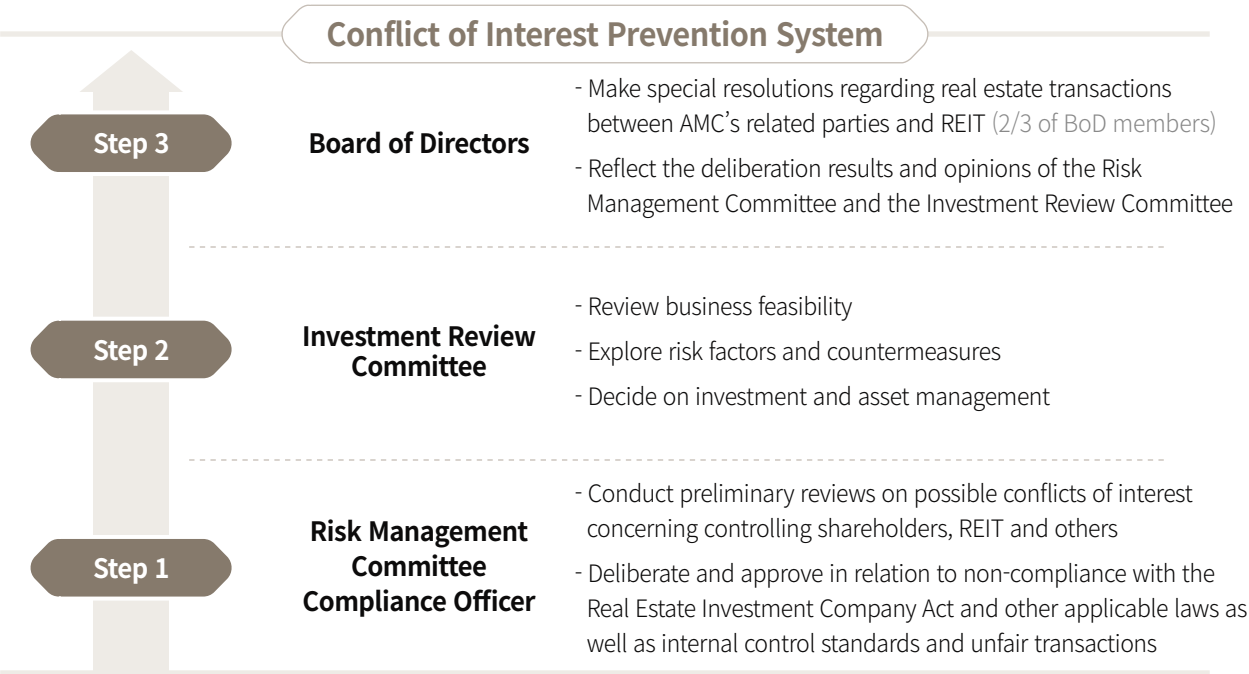 Conflict of Interest Prevention System
Step 3
Board of Directors
- Make special resolutions regarding real estate transactions
between AMC's related parties and REIT (2/3 of BoD members)
- Reflect the deliberation results and opinions of the Risk
Management Committee and the Investment Review Committee
Step 2
Investment Review
Committee
- Review business feasibility
- Explore risk factors and countermeasures
- Decide on investment and asset management
Step 1
Risk Management
Committee
Compliance Officer
- Conduct preliminary reviews on possible conflicts of interest
concerning controlling shareholders, REIT and others
- Deliberate and approve in relation to non-compliance with the
Real Estate Investment Company Act and other applicable laws as
well as internal control standards and unfair transactions